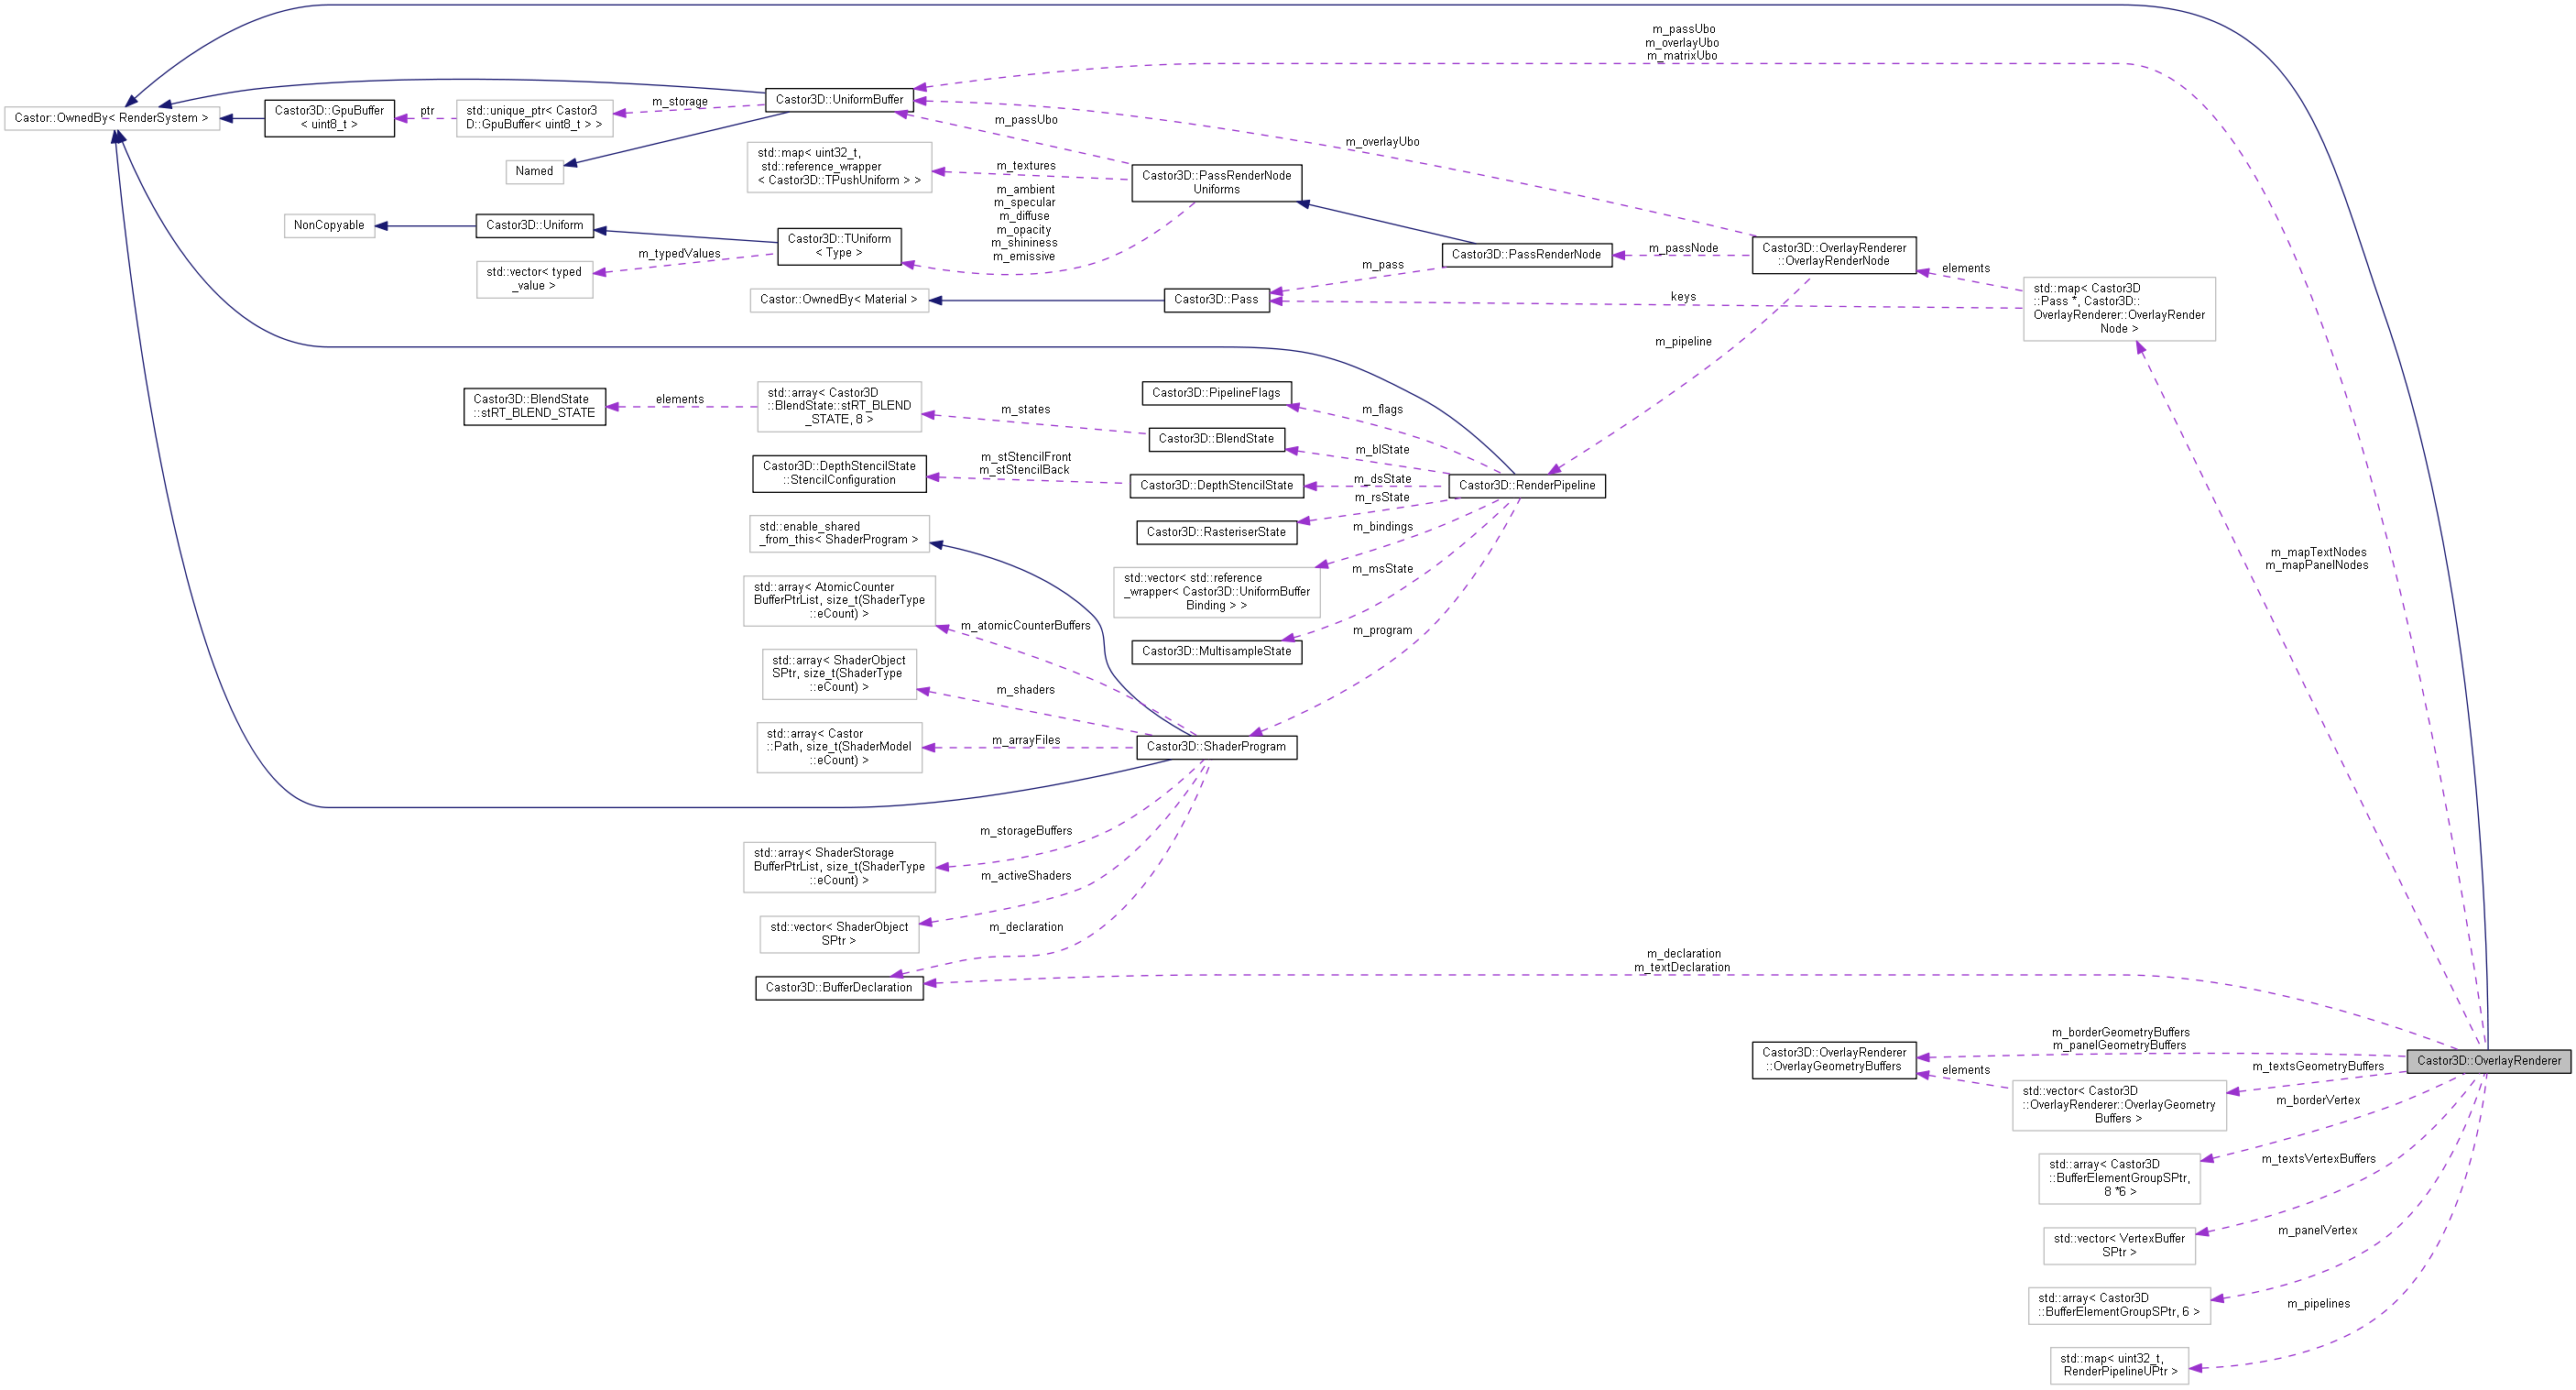 m_passUbo
m_overlayUbo
m_matrixUbo
Castor::OwnedBy< RenderSystem >
Castor3D::GpuBuffer
< uint8_t >
ptr
std::unique_ptr< Castor3
D::GpuBuffer< uint8_t > >
m_storage
Castor3D::UniformBuffer
m_passUbo
m_overlayUbo
Named
std::map< uint32_t,
std::reference_wrapper
< Castor3D::TPushUniform > >
m_textures
Castor3D::PassRenderNode
Uniforms
m_ambient
m_specular
m_diffuse
m_opacity
m_shininess
m_emissive
NonCopyable
Castor3D::Uniform
Castor3D::TUniform
< Type >
m_typedValues
std::vector< typed
_value >
Castor3D::PassRenderNode
m_passNode
Castor3D::OverlayRenderer
::OverlayRenderNode
m_pass
elements
keys
Castor::OwnedBy< Material >
Castor3D::Pass
std::map< Castor3D
::Pass *, Castor3D::
OverlayRenderer::OverlayRender
Node >
m_pipeline
Castor3D::BlendState
::stRT_BLEND_STATE
elements
std::array< Castor3D
::BlendState::stRT_BLEND
_STATE, 8 >
m_states
Castor3D::PipelineFlags
m_flags
Castor3D::BlendState
m_blState
Castor3D::DepthStencilState
::StencilConfiguration
m_stStencilFront
m_stStencilBack
Castor3D::DepthStencilState
m_dsState
Castor3D::RenderPipeline
m_rsState
Castor3D::RasteriserState
m_bindings
std::enable_shared
_from_this< ShaderProgram >
std::vector< std::reference
_wrapper< Castor3D::UniformBuffer
Binding > >
m_msState
m_mapTextNodes
m_mapPanelNodes
std::array< AtomicCounter
BufferPtrList, size_t(ShaderType
::eCount) >
m_atomicCounterBuffers
Castor3D::MultisampleState
m_program
std::array< ShaderObject
SPtr, size_t(ShaderType
::eCount) >
m_shaders
std::array< Castor
::Path, size_t(ShaderModel
::eCount) >
m_arrayFiles
Castor3D::ShaderProgram
m_storageBuffers
std::array< ShaderStorage
BufferPtrList, size_t(ShaderType
::eCount) >
m_activeShaders
std::vector< ShaderObject
SPtr >
m_declaration
Castor3D::BufferDeclaration
m_declaration
m_textDeclaration
Castor3D::OverlayRenderer
::OverlayGeometryBuffers
m_borderGeometryBuffers
m_panelGeometryBuffers
Castor3D::OverlayRenderer
elements
m_textsGeometryBuffers
std::vector< Castor3D
::OverlayRenderer::OverlayGeometry
Buffers >
m_borderVertex
std::array< Castor3D
::BufferElementGroupSPtr,
8 *6 >
m_textsVertexBuffers
std::vector< VertexBuffer
SPtr >
m_panelVertex
std::array< Castor3D
::BufferElementGroupSPtr, 6 >
m_pipelines
std::map< uint32_t,
RenderPipelineUPtr >